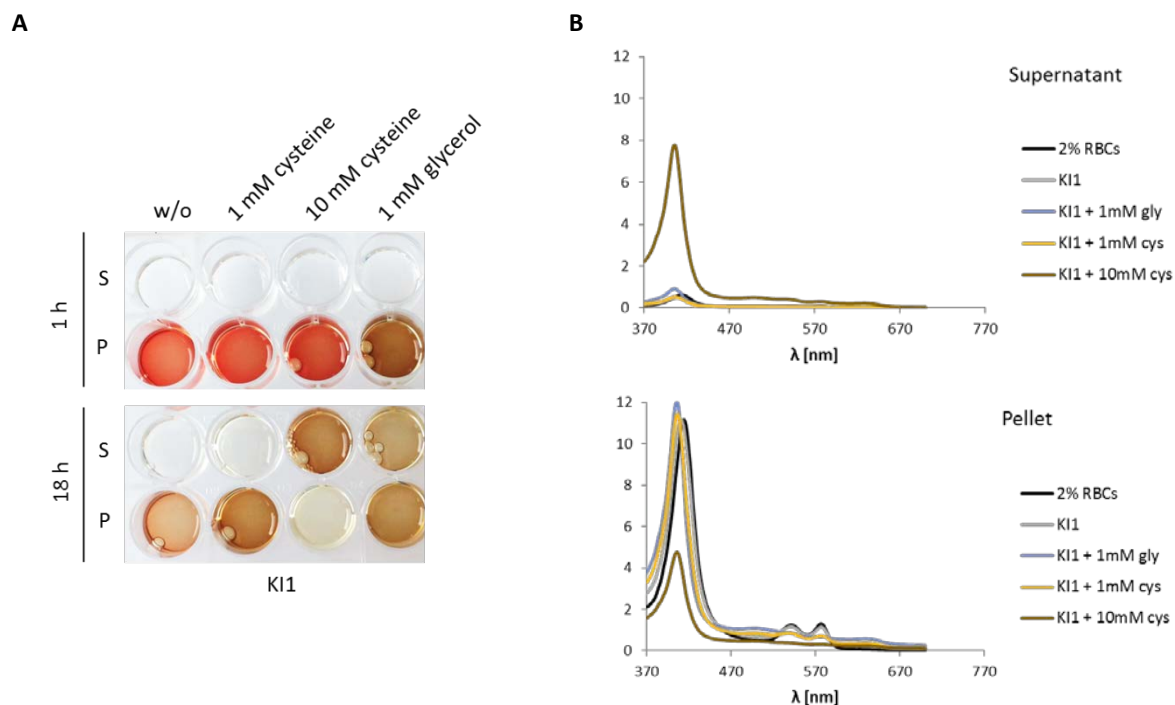 A
w/o
1 mM cysteine
10 mM cysteine
1 mM glycerol
1 h
S
P
18 h
S
P
KI1
B
Supernatant
12
10
8
6
4
2
0
370
470
570
670
770
λ [nm]
2% RBCs
KI1
KI1 + 1mM gly
KI1 + 1mM cys
KI1 + 10mM cys
Pellet
12
10
8
6
4
2
0
370
470
570
670
770
λ [nm]
2% RBCs
KI1
KI1 + 1mM gly
KI1 + 1mM cys
KI1 + 10mM cys